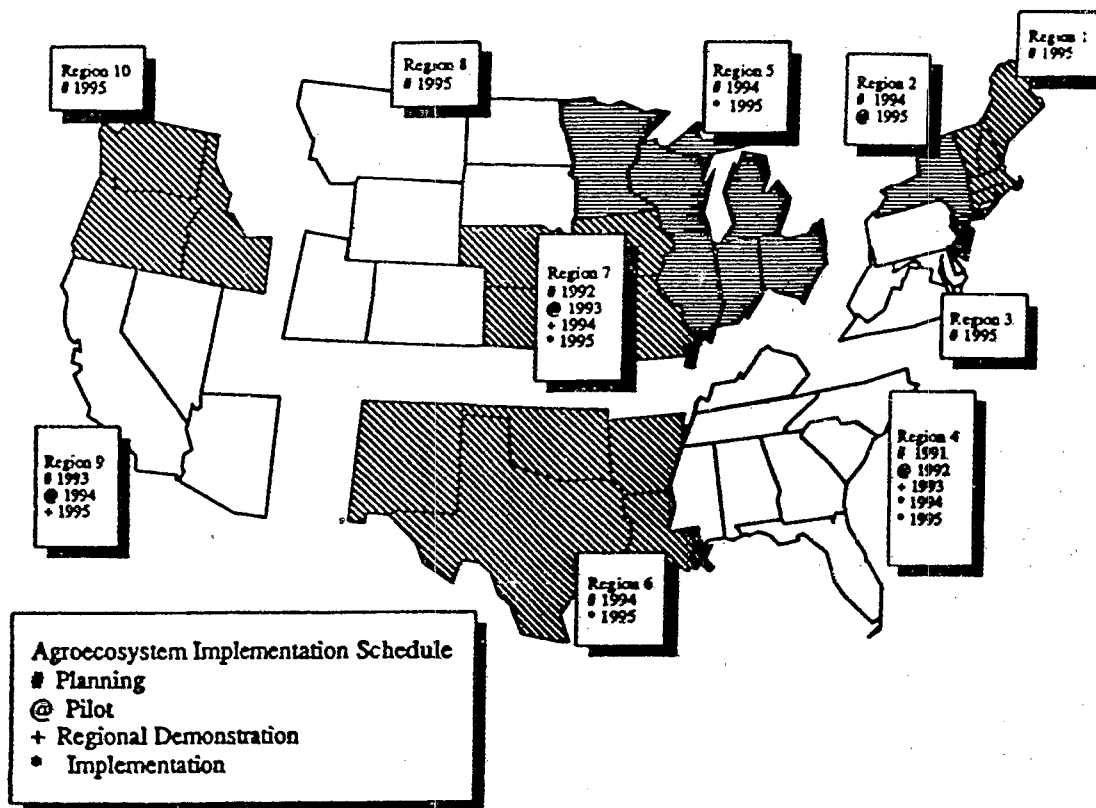 Region 10
# 1995
Region 8
# 1995
Region 5
# 1994
* 1995
Region 2
# 1994
@ 1995
Region 1
# 1995
Region 7
# 1992
@ 1993
+ 1994
* 1995
Region 3
# 1995
Region 9
# 1993
@ 1994
+ 1995
Region 4
# 1991
@ 1992
+ 1993
* 1994
* 1995
Region 6
# 1994
* 1995
Agroecosystem Implementation Schedule
# Planning
@ Pilot
+ Regional Demonstration
* Implementation